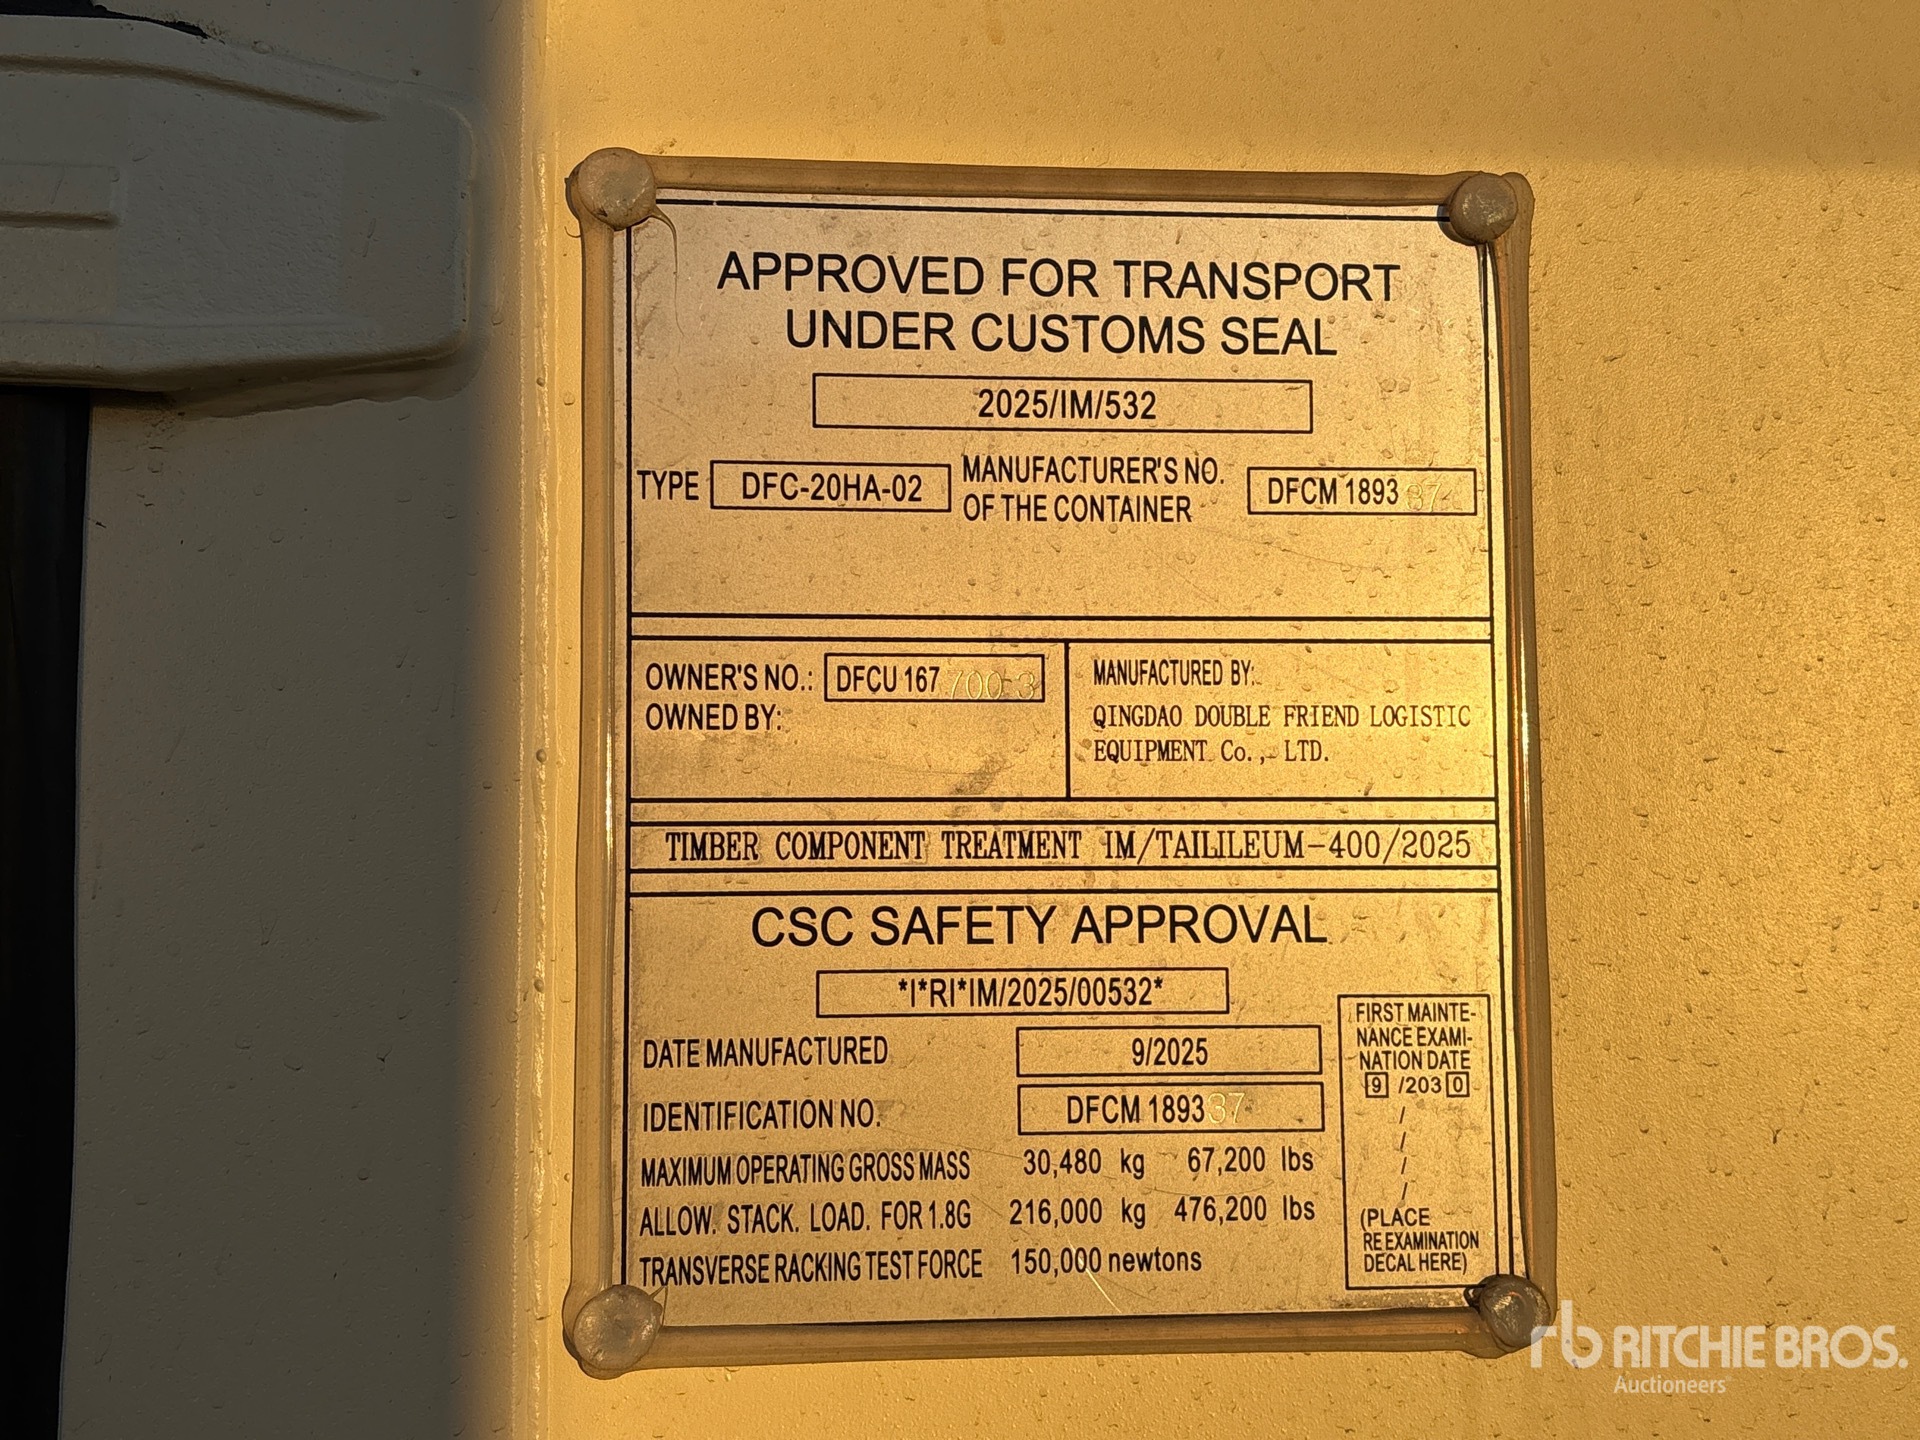 APPROVED FOR TRANSPORT
UNDER CUSTOMS SEAL
2025/IM/532
TYPE DFC-20HA-02 MANUFACTURER'S NO. OF THE CONTAINER DFCM 189337
OWNER'S NO.: DFCU 167700-3
OWNED BY:
MANUFACTURED BY:
QINGDAO DOUBLE FRIEND LOGISTIC
EQUIPMENT Co., LTD.
TIMBER COMPONENT TREATMENT IM/TAILILEUM-400/2025
CSC SAFETY APPROVAL
*I*RI*IM/2025/00532*
DATE MANUFACTURED 9/2025
IDENTIFICATION NO. DFCM 189337
MAXIMUM OPERATING GROSS MASS 30,480 kg 67,200 lbs
ALLOW. STACK. LOAD. FOR 1.8G 216,000 kg 476,200 lbs
TRANSVERSE RACKING TEST FORCE 150,000 newtons
FIRST MAINTE-
NANCE EXAMI-
NATION DATE
9 /2030
/
/
/
/
(PLACE
REEXAMINATION
DECAL HERE)
rb RITCHIE BROS.
Auctioneers